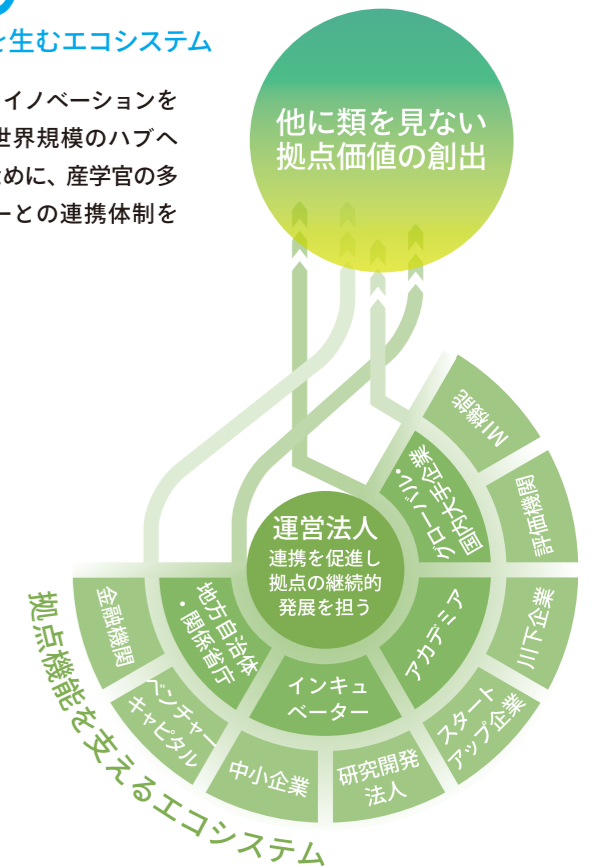 を生むエコシステム
イノベーションを
世界規模のハブへ
ために、産学官の多
ーとの連携体制を
他に類を見ない
拠点価値の創出
MI機能
評価機関
川下企業
スタート
アップ企業
研究開発
法人
中小企業
ベンチャー
キャピタル
金融機関
グローバル・
国内大手企業
アカデミア
インキュ
ベーター
地方自治体
・関係省庁
運営法人
連携を促進し
拠点の継続的
発展を担う
拠点機能を支えるエコシステム